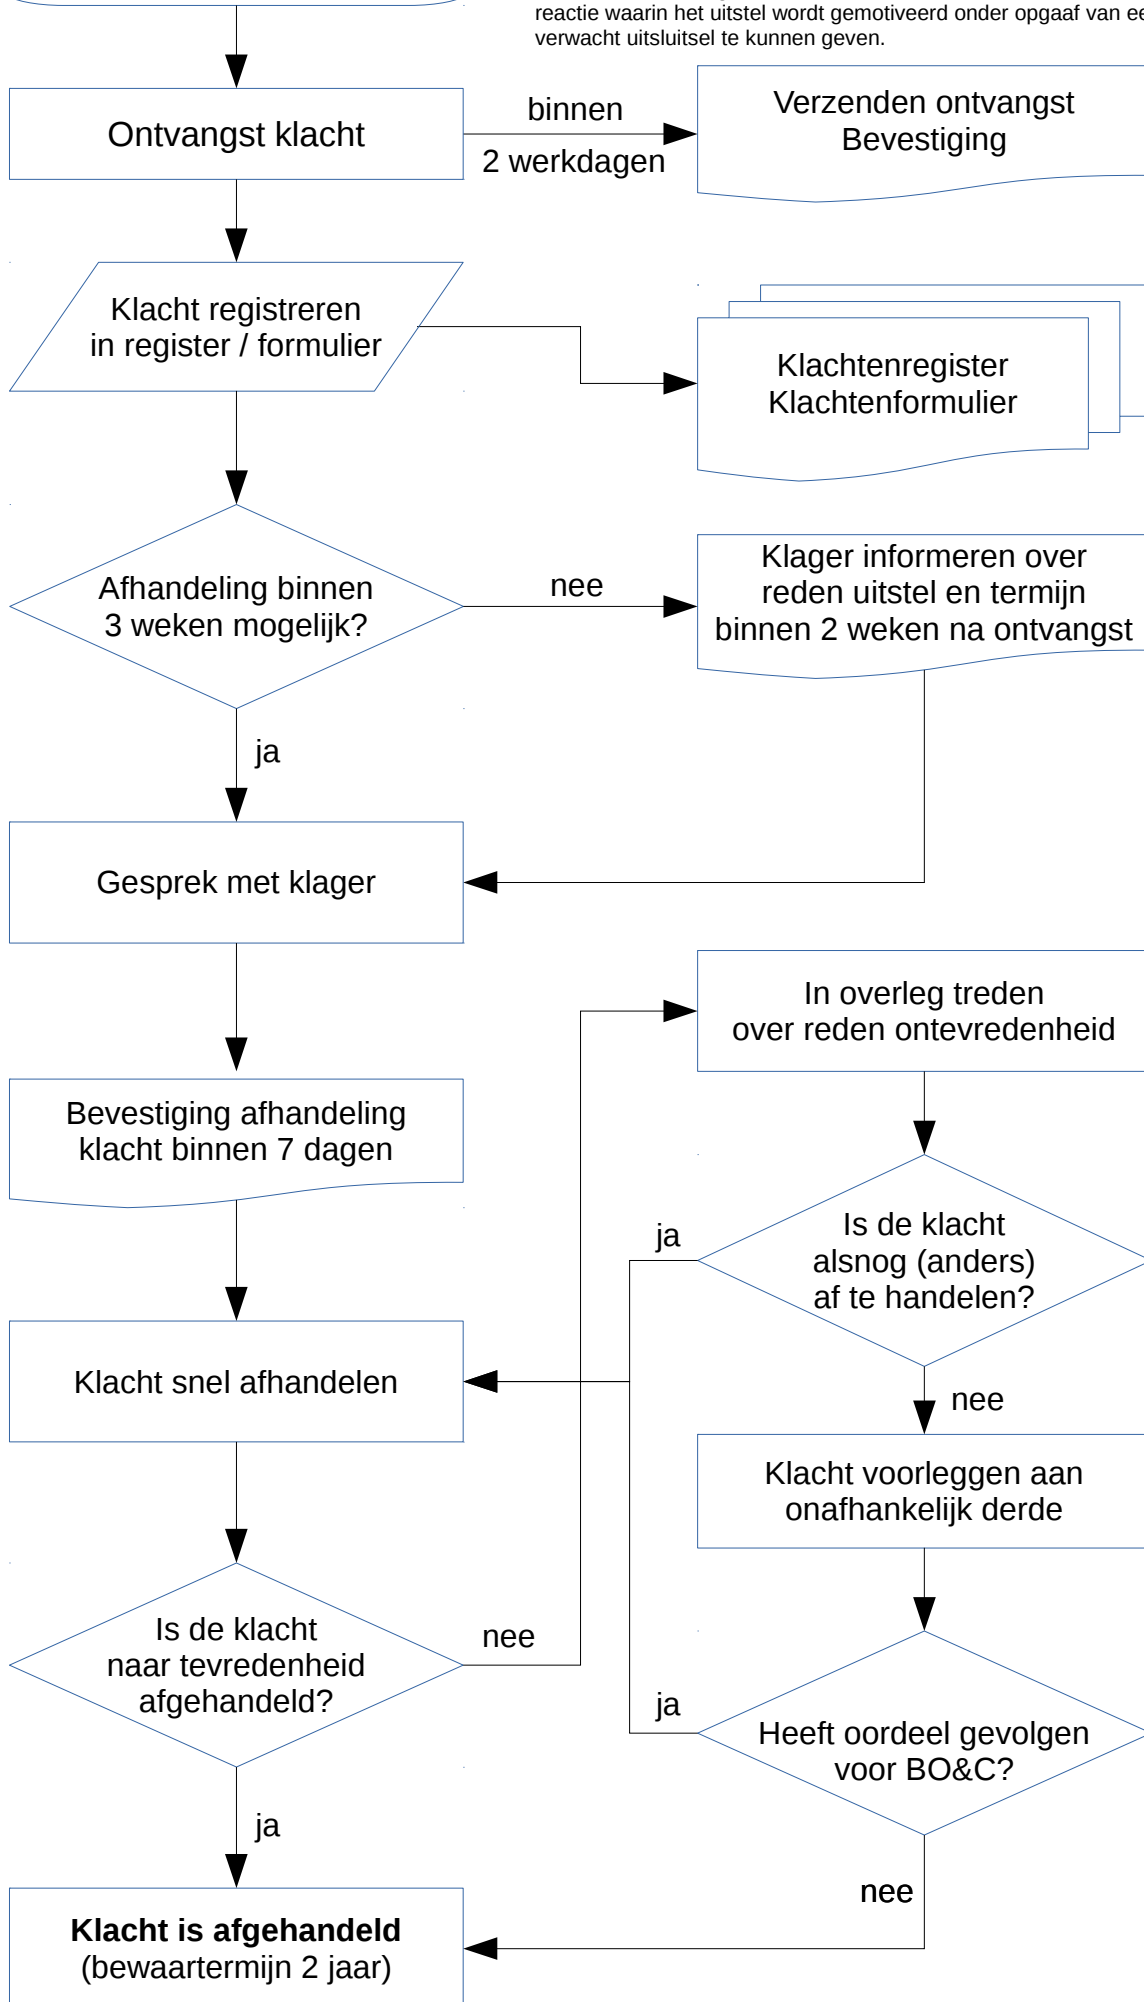 reactie waarin het uitstel wordt gemotiveerd onder opgaaf van
verwacht uitsluitsel te kunnen geven.
Ontvangst klacht
binnen
2 werkdagen
Verzenden ontvangst
Bevestiging
Klacht registreren
in register / formulier
Klachtenregister
Klachtenformulier
Afhandeling binnen
3 weken mogelijk?
nee
Klager informeren over
reden uitstel en termijn
binnen 2 weken na ontvangst
ja
Gesprek met klager
In overleg treden
over reden ontevredenheid
Bevestiging afhandeling
klacht binnen 7 dagen
ja
Is de klacht
alsnog (anders)
af te handelen?
Klacht snel afhandelen
nee
Klacht voorleggen aan
onafhankelijk derde
Is de klacht
naar tevredenheid
afgehandeld?
nee
ja
Heeft oordeel gevolgen
voor BO&C?
ja
nee
Klacht is afgehandeld
(bewaartermijn 2 jaar)